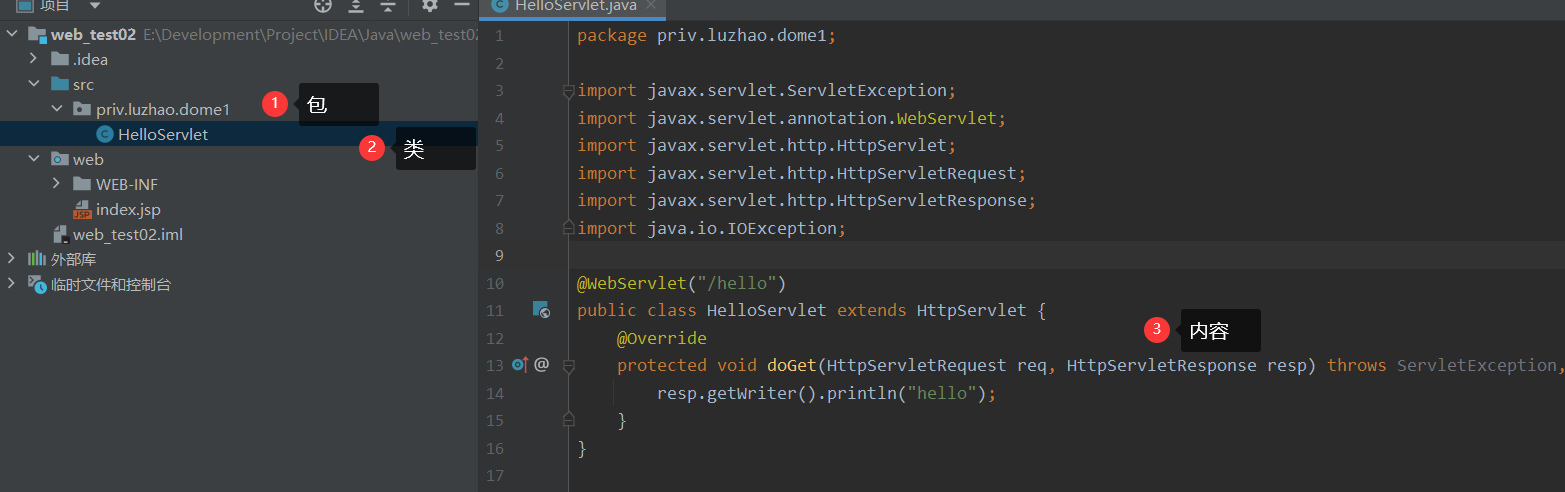 项目
web_test02 E:\Development\Project\IDEA\Java\web_test02
.idea
src
priv.luzhao.dome1
1 包
HelloServlet
2 类
web
WEB-INF
index.jsp
web_test02.iml
外部库
临时文件和控制台
HelloServlet.java
1 package priv.luzhao.dome1;
2
3 import javax.servlet.ServletException;
4 import javax.servlet.annotation.WebServlet;
5 import javax.servlet.http.HttpServlet;
6 import javax.servlet.http.HttpServletRequest;
7 import javax.servlet.http.HttpServletResponse;
8 import java.io.IOException;
9
10 @WebServlet("/hello")
11 public class HelloServlet extends HttpServlet {
3 内容
12 @Override
13 @ protected void doGet(HttpServletRequest req, HttpServletResponse resp) throws ServletException,
14 resp.getWriter().println("hello");
15 }
16 }
17